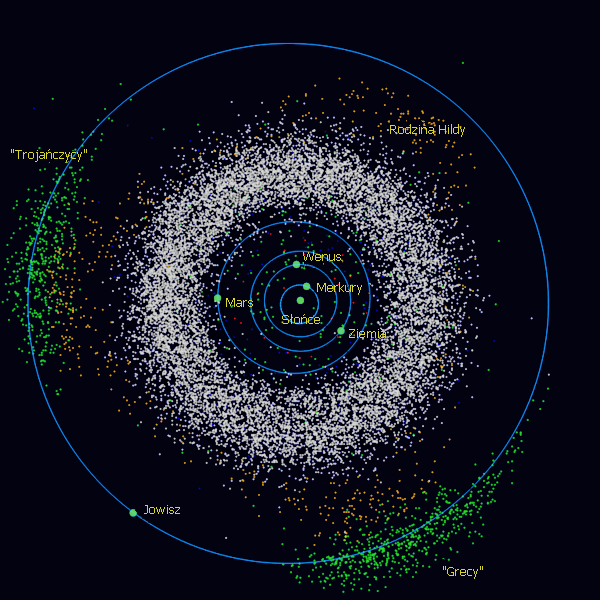 Rodzina Hildy
"Trojańczycy"
Wenus
Merkury
Mars
Słońce
Ziemia
Jowisz
"Grecy"